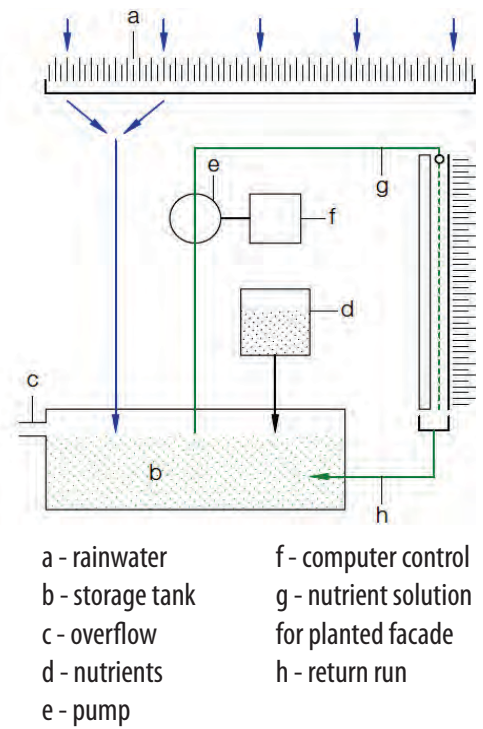 a
e
g
f
d
c
b
h
a - rainwater
b - storage tank
c - overflow
d - nutrients
e - pump
f - computer control
g - nutrient solution
for planted facade
h - return run